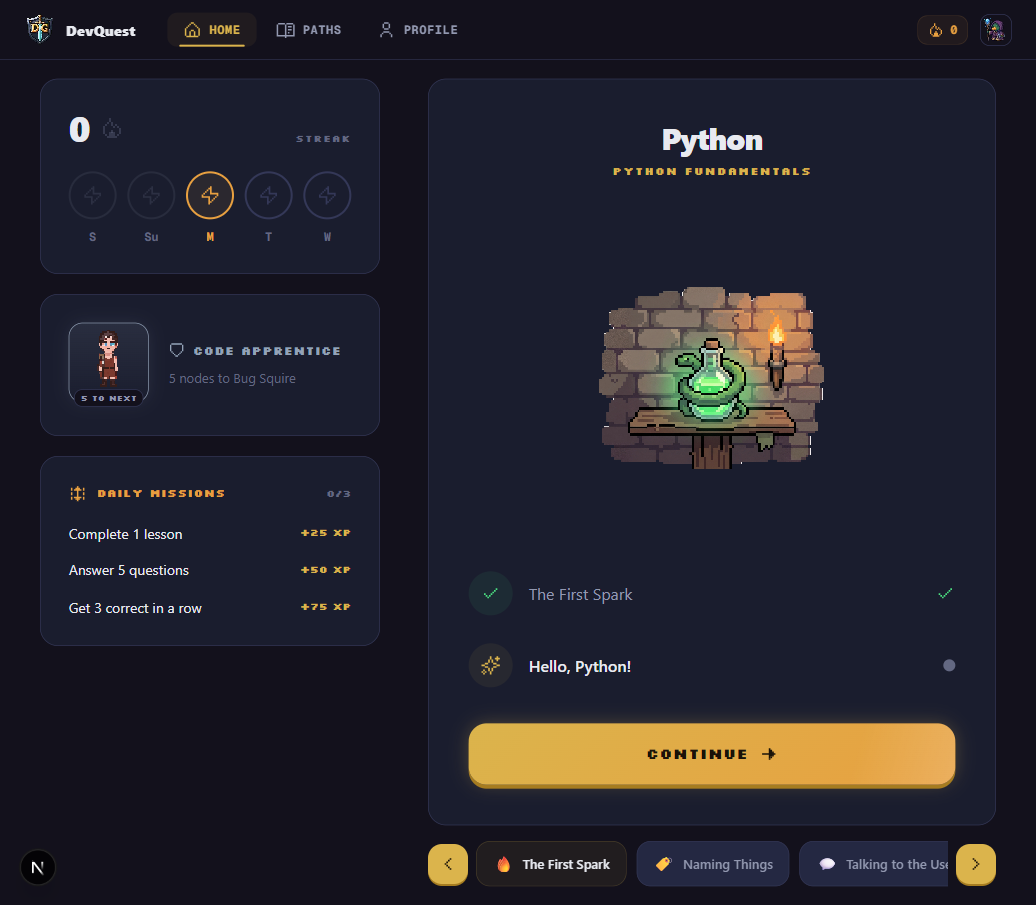 DG
DevQuest
HOME
PATHS
PROFILE
0
0
STREAK
S
Su
M
T
W
CODE APPRENTICE
5 nodes to Bug Squire
5 TO NEXT
DAILY MISSIONS
0/3
Complete 1 lesson
+25 XP
Answer 5 questions
+50 XP
Get 3 correct in a row
+75 XP
Python
PYTHON FUNDAMENTALS
The First Spark
Hello, Python!
CONTINUE →
The First Spark
Naming Things
Talking to the Use
N